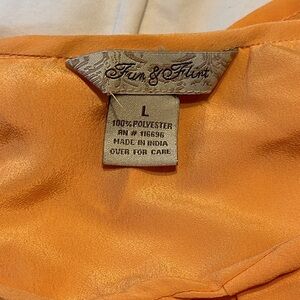 Fun & Flirt
L
100% POLYESTER
RN # 116696
MADE IN INDIA
OVER FOR CARE